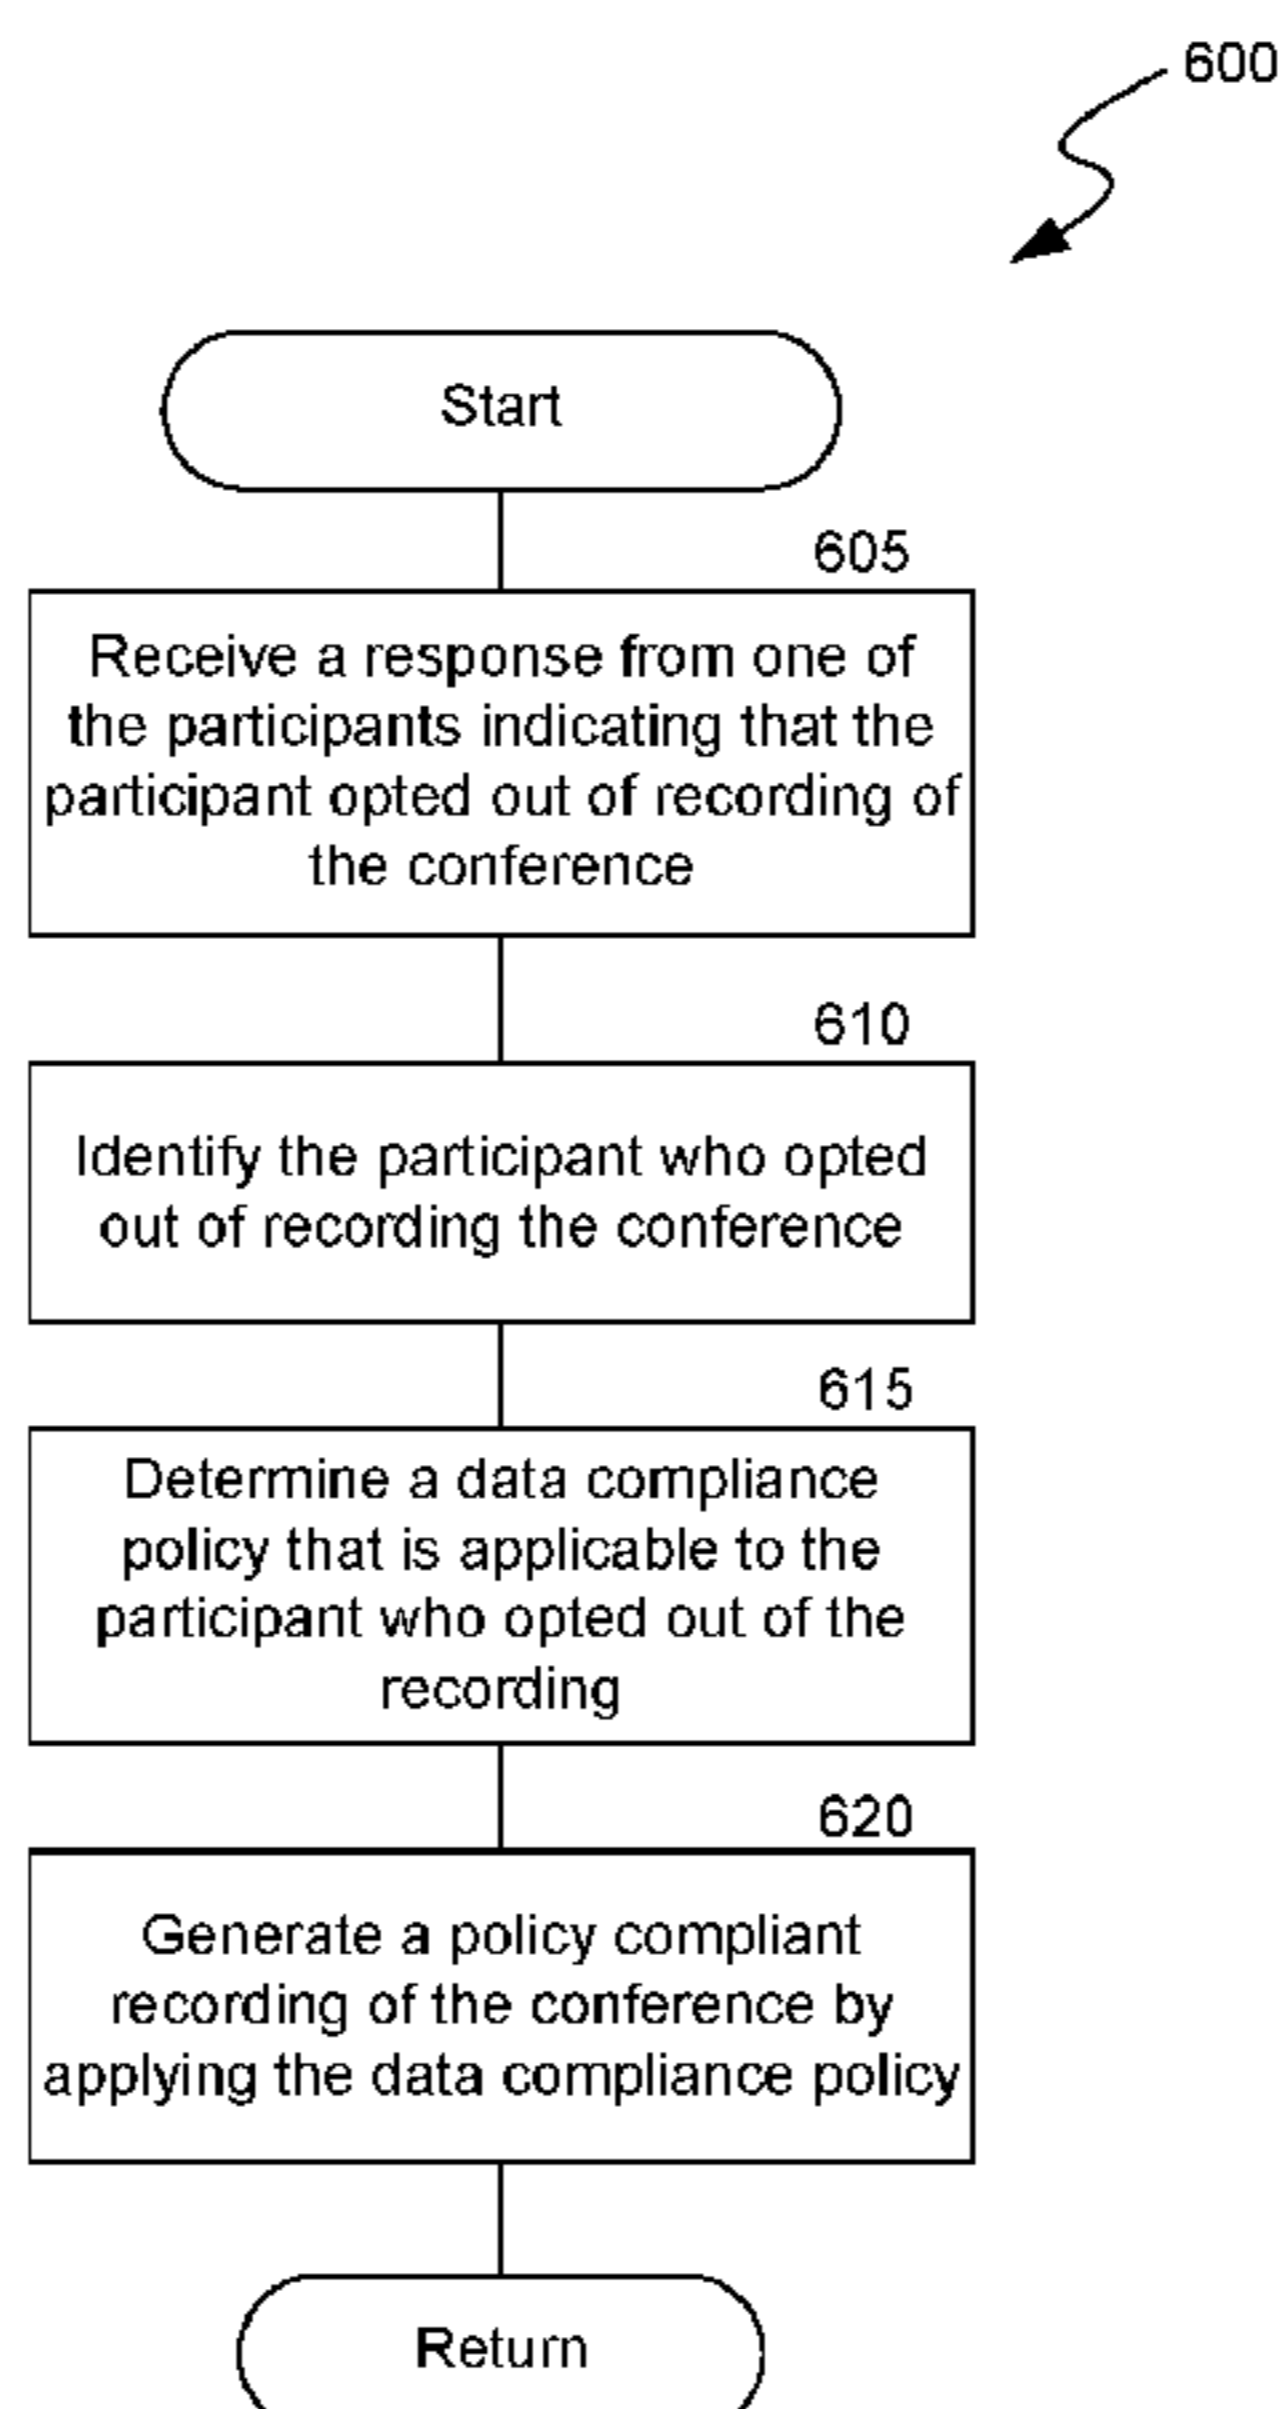 600
Start
605
Receive a response from one of
the participants indicating that the
participant opted out of recording of
the conference
610
Identify the participant who opted
out of recording the conference
615
Determine a data compliance
policy that is applicable to the
participant who opted out of the
recording
620
Generate a policy compliant
recording of the conference by
applying the data compliance policy
Return